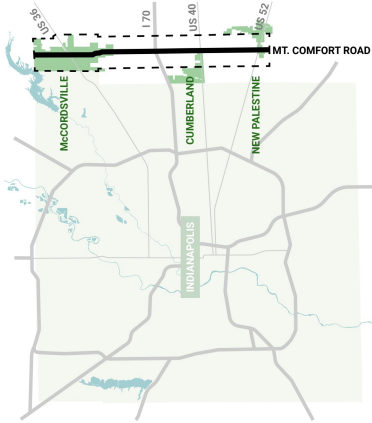 US 36
I 70
US 40
US 52
MT. COMFORT ROAD
McCORDSVILLE
CUMBERLAND
NEW PALESTINE
INDIANAPOLIS